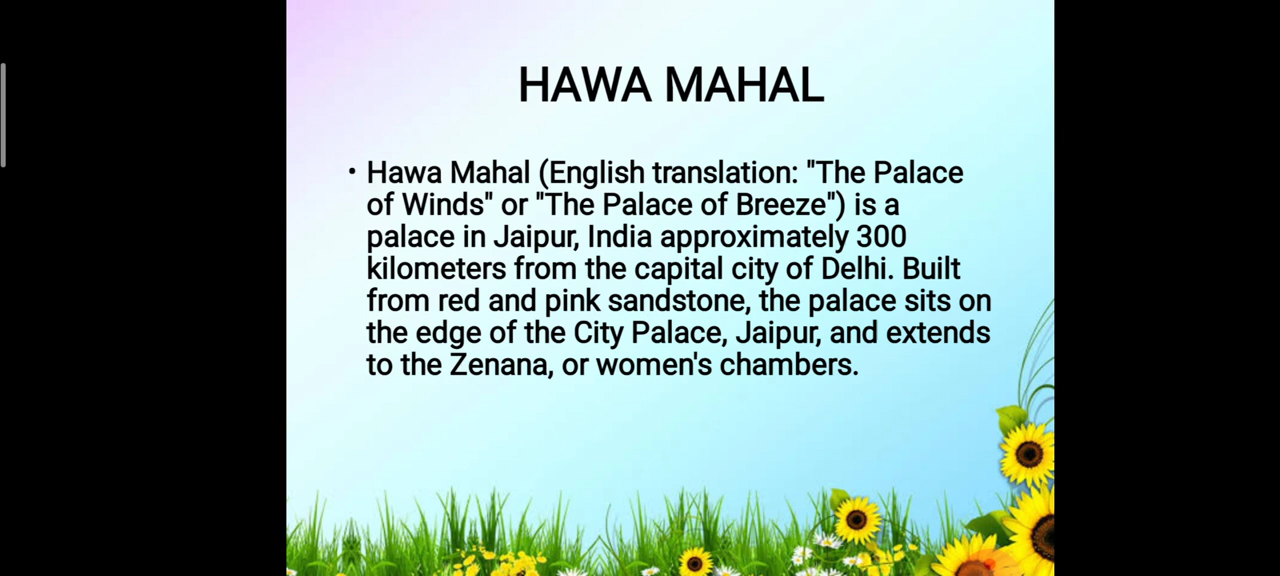 HAWA MAHAL
• Hawa Mahal (English translation: "The Palace
of Winds" or "The Palace of Breeze") is a
palace in Jaipur, India approximately 300
kilometers from the capital city of Delhi. Built
from red and pink sandstone, the palace sits on
the edge of the City Palace, Jaipur, and extends
to the Zenana, or women's chambers.